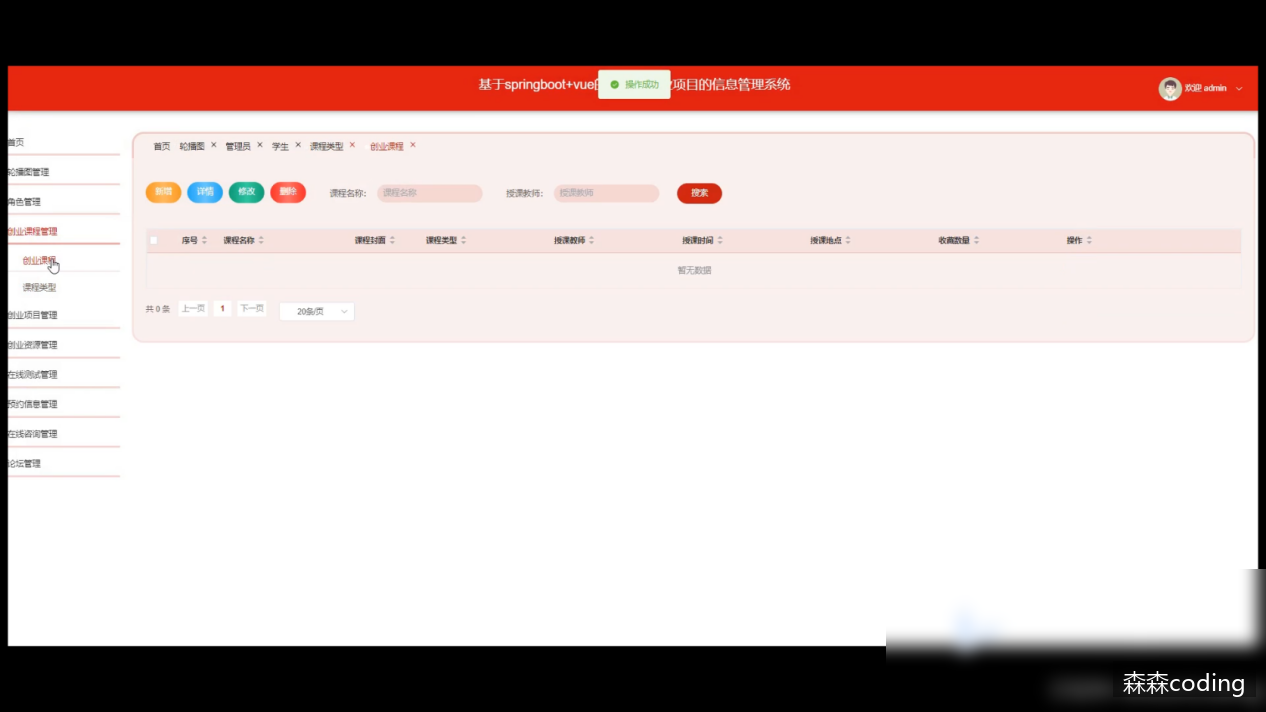 基于springboot+vue的
操作成功
项目的信息管理系统
欢迎 admin
首页
轮播图管理
角色管理
创业课程管理
创业课程
课程类型
创业项目管理
创业资源管理
在线测试管理
预约信息管理
在线咨询管理
论坛管理
首页 轮播图 × 管理员 × 学生 × 课程类型 × 创业课程 ×
新增 详情 修改 删除 课程名称: 课程名称 授课教师: 授课教师 搜索
序号 课程名称 课程封面 课程类型 授课教师 授课时间 授课地点 收藏数量 操作
暂无数据
共 0 条 上一页 1 下一页 20条/页
森森coding